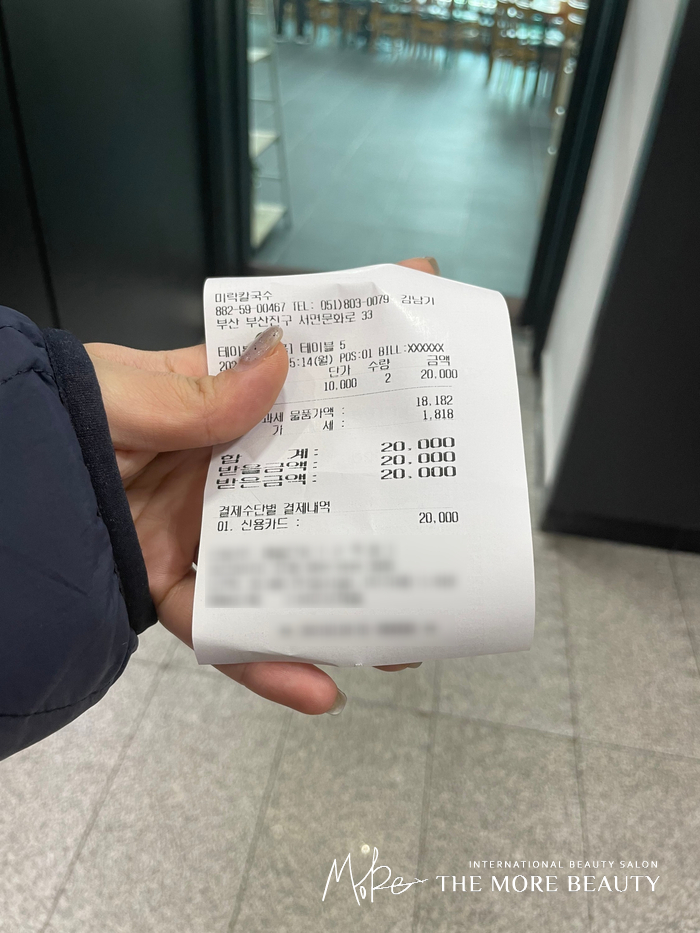 미락칼국수
882-59-00467 TEL: 051)803-0079 김남기
부산 부산진구 서면문화로 33
테이블 5
5:14(월) POS:01 BILL:XXXXXX
단가 수량 금액
10,000 2 20,000
과세 물품가액 : 18,182
가 세 : 1,818
합 계 : 20,000
받을금액 : 20,000
받은금액 : 20,000
결제수단별 결제내역
01. 신용카드 : 20,000
More
INTERNATIONAL BEAUTY SALON
THE MORE BEAUTY